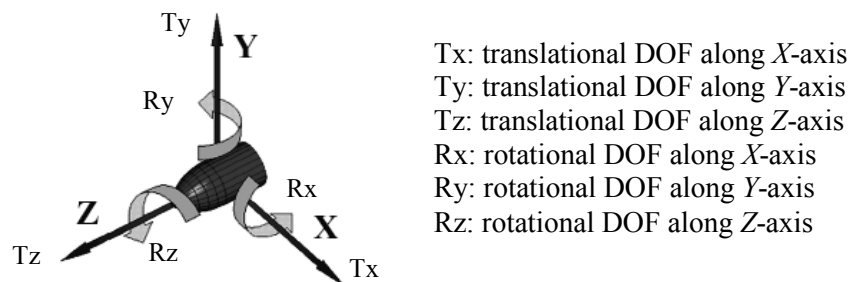 Ty
Y
Ry
Rx
Z
X
Tz
Rz
Tx
Tx: translational DOF along X-axis
Ty: translational DOF along Y-axis
Tz: translational DOF along Z-axis
Rx: rotational DOF along X-axis
Ry: rotational DOF along Y-axis
Rz: rotational DOF along Z-axis